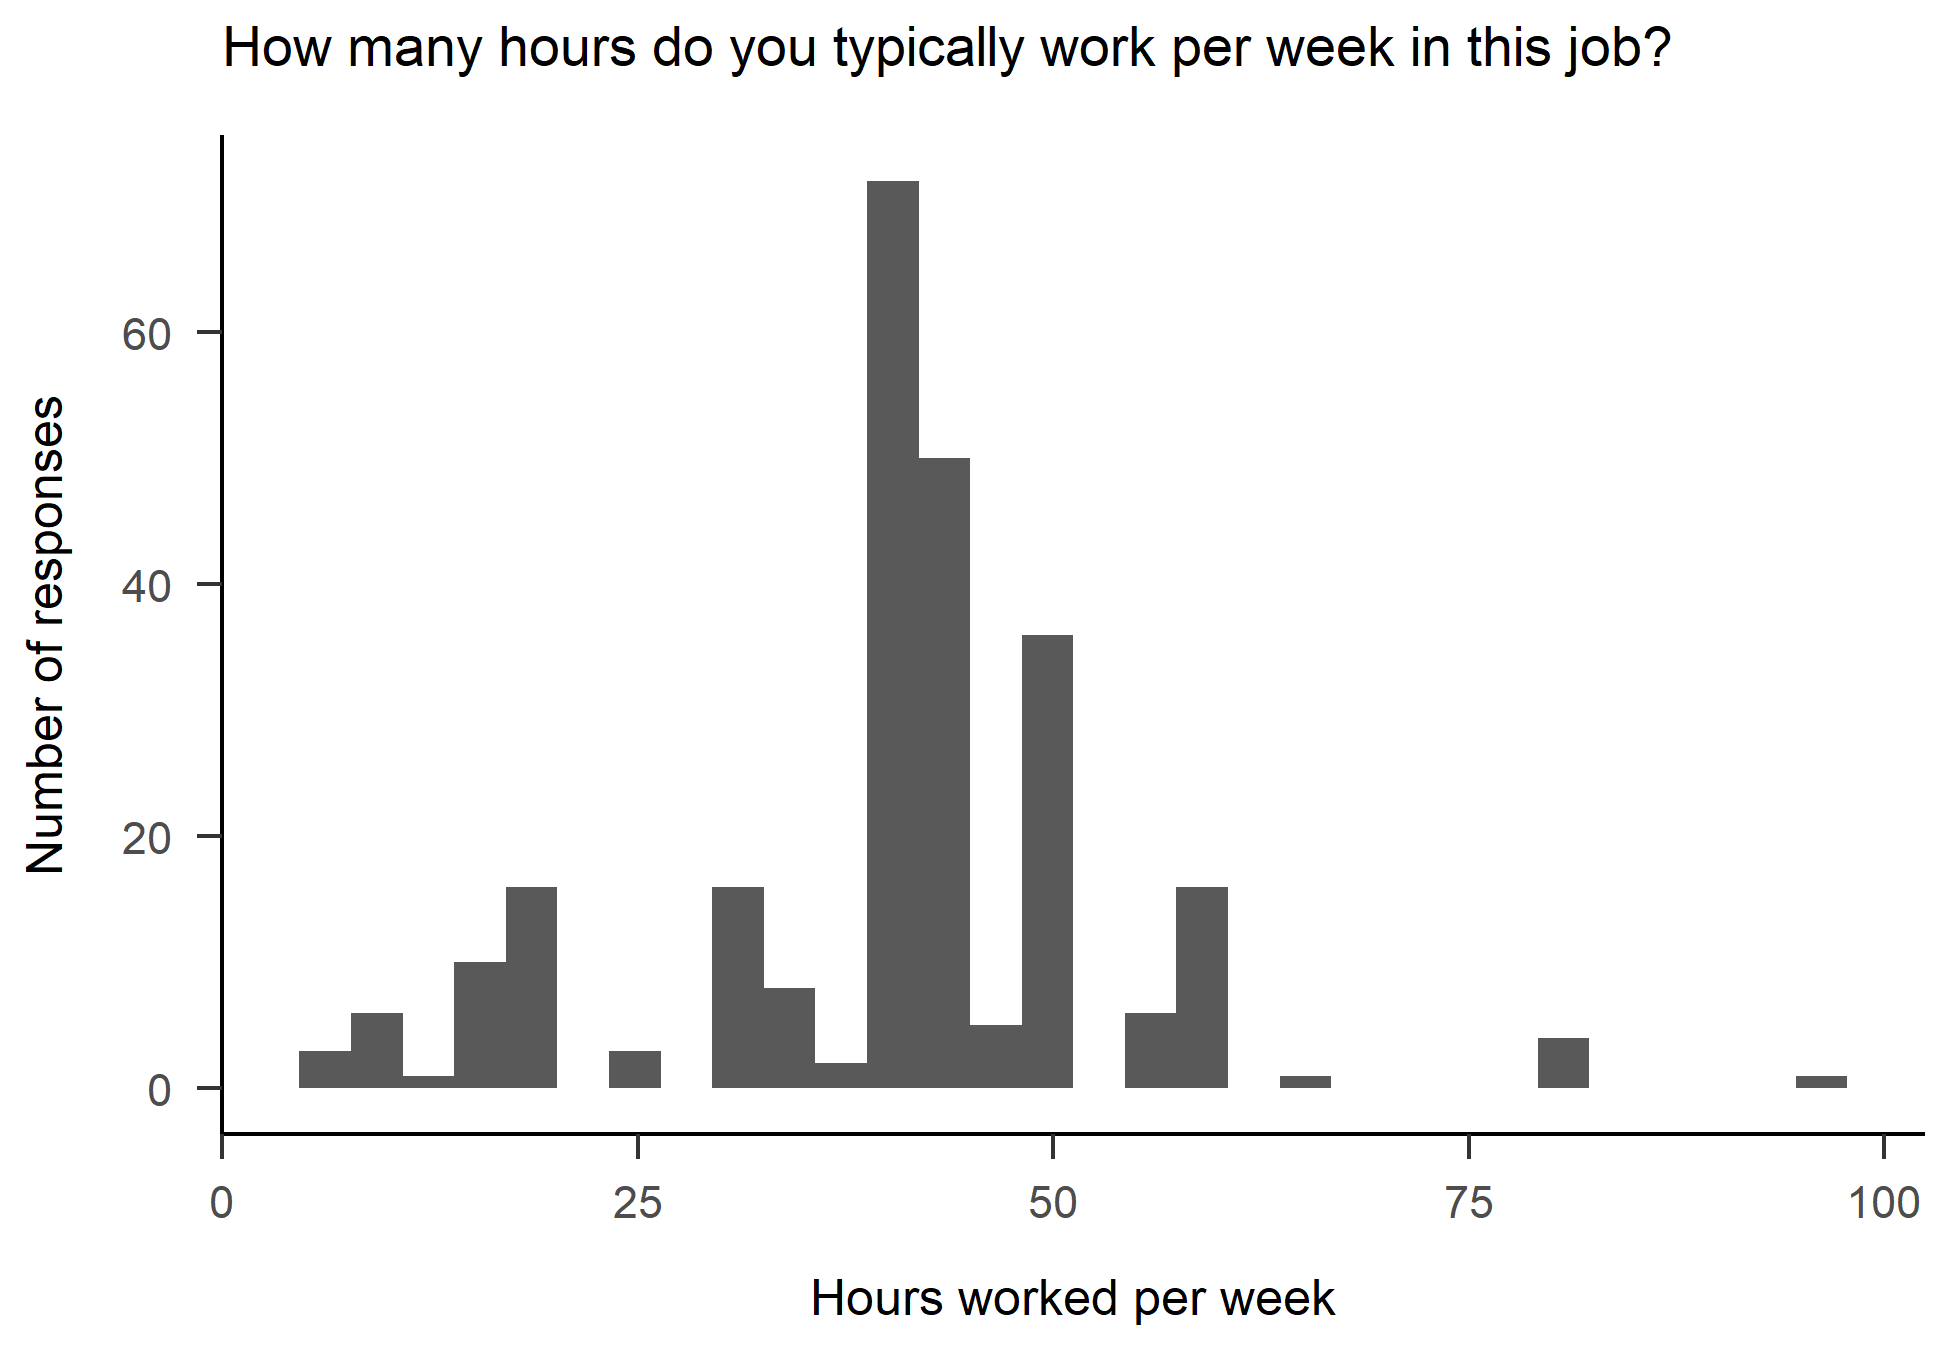 How many hours do you typically work per week in this job?
Number of responses
60
40
20
0
0 25 50 75 100
Hours worked per week